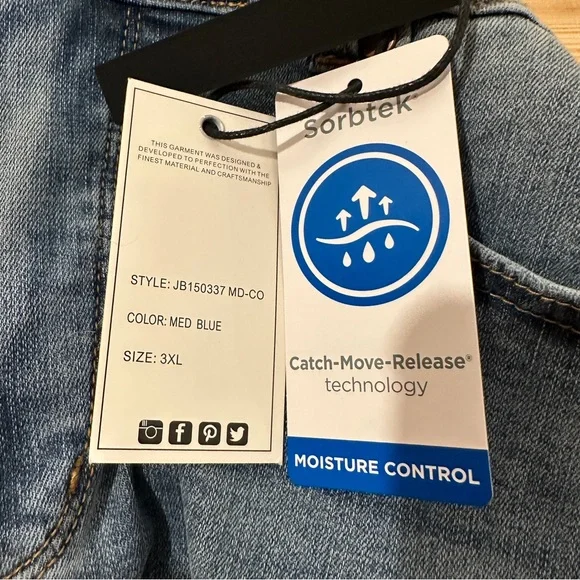 THIS GARMENT WAS DESIGNED &
DEVELOPED TO PERFECTION WITH THE
FINEST MATERIAL AND CRAFTSMANSHIP
STYLE: JB150337 MD-CO
COLOR: MED BLUE
SIZE: 3XL
Sorbtek®
Catch-Move-Release®
technology
MOISTURE CONTROL